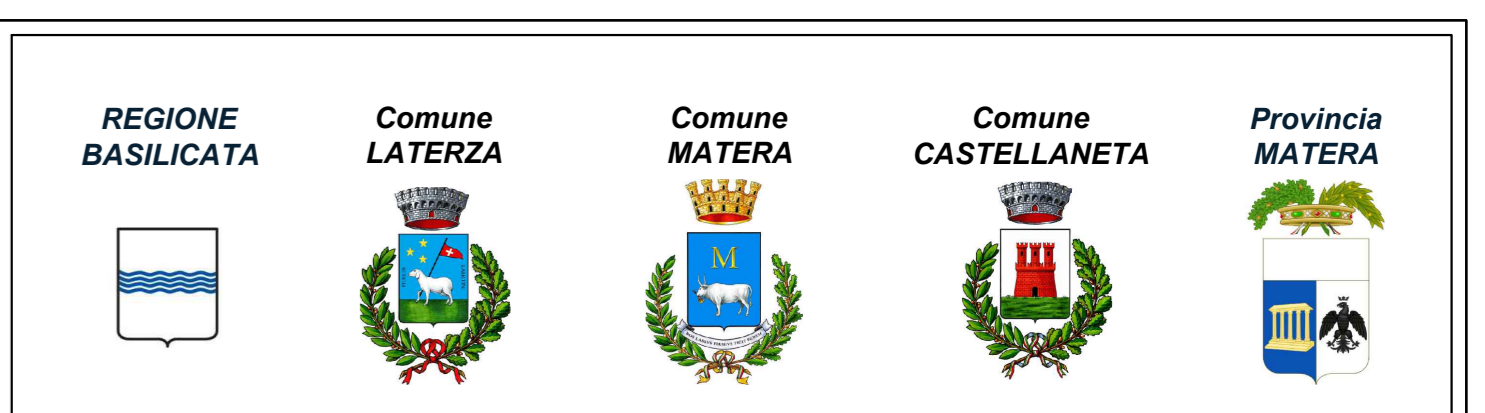 REGIONE
BASILICATA
Comune
LATERZA
Comune
MATERA
M
Comune
CASTELLANETA
Provincia
MATERA